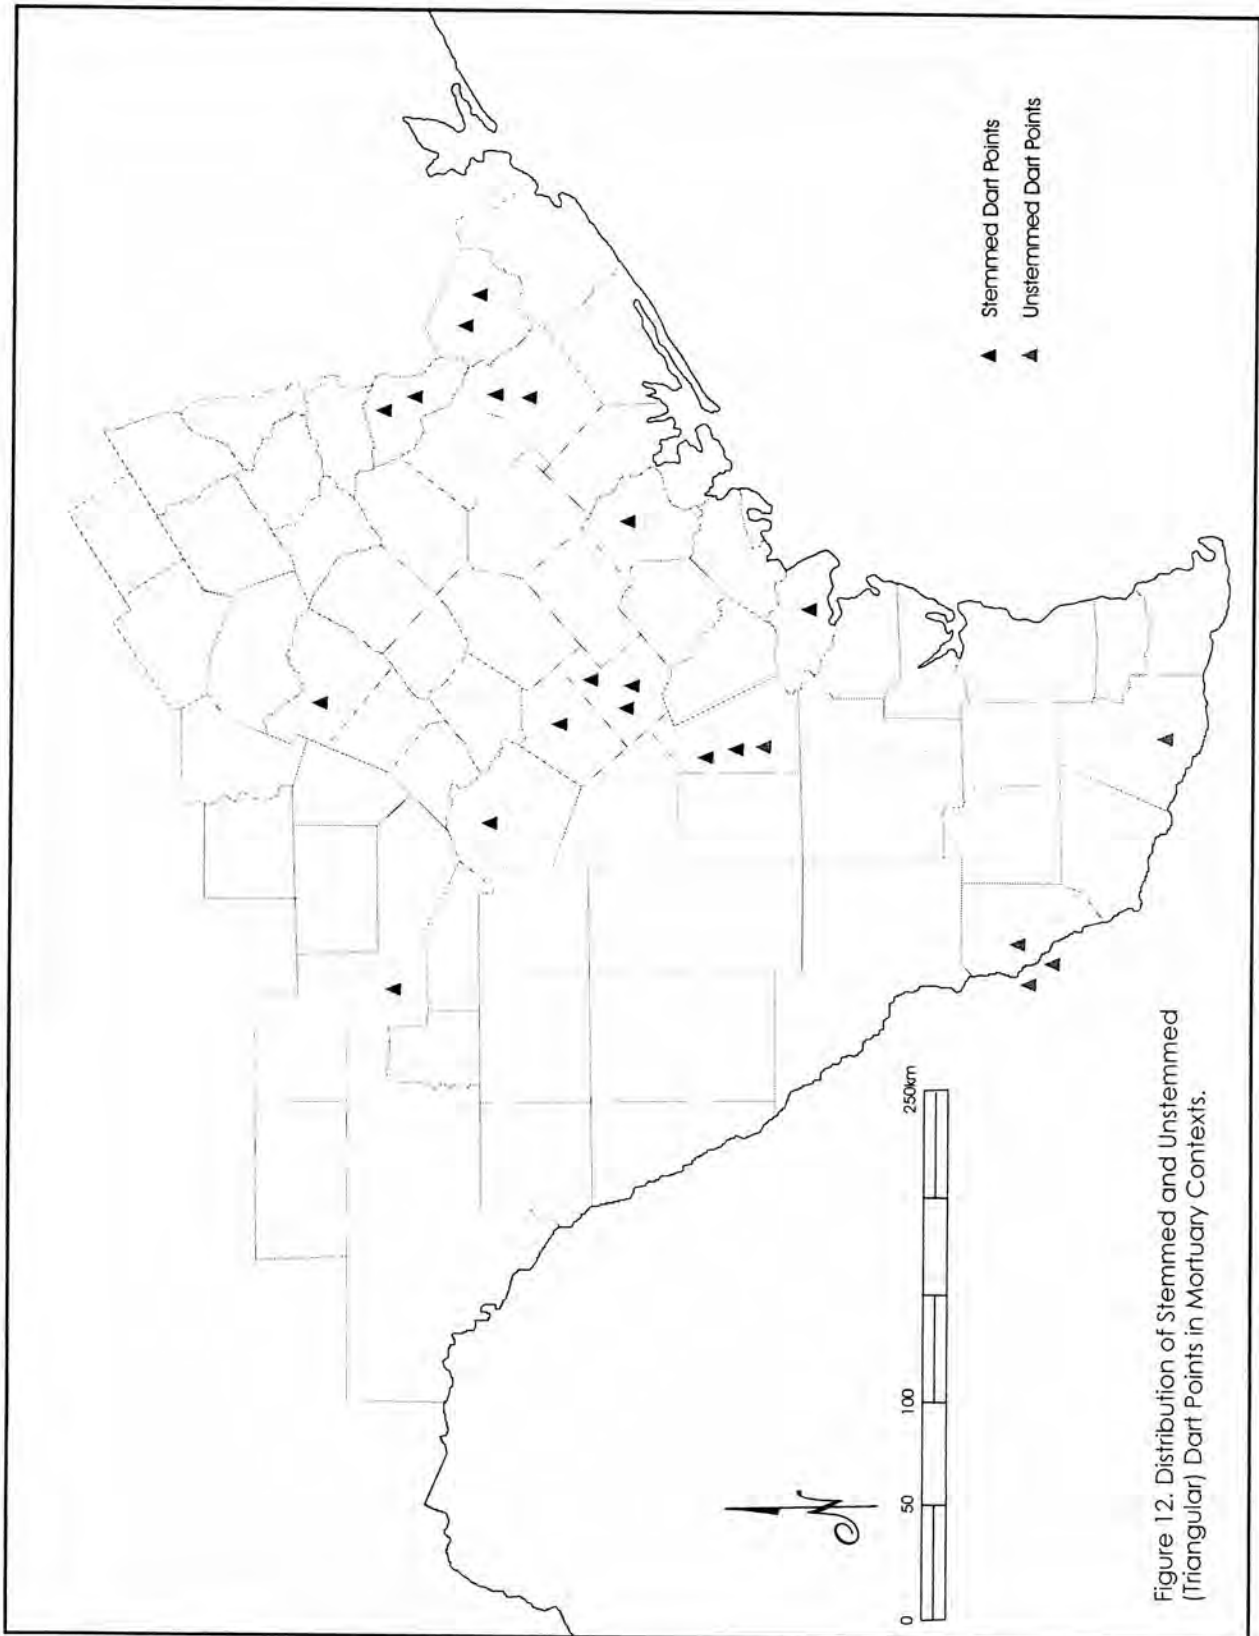 Stemmed Dart Points
Unstemmed Dart Points
N
0
50
100
250km
Figure 12. Distribution of Stemmed and Unstemmed
(Triangular) Dart Points in Mortuary Contexts.